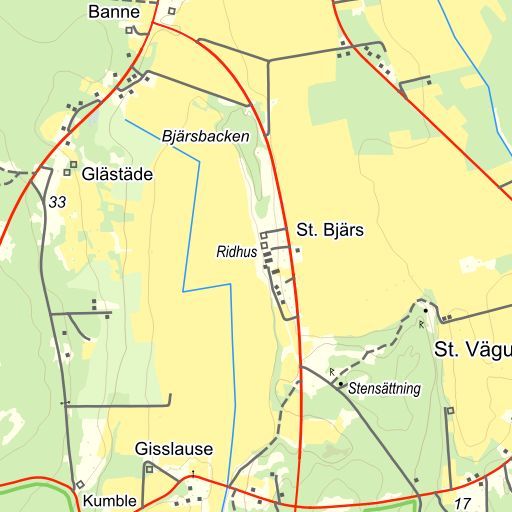 Banne
Bjärsbacken
Glästäde
33
St. Bjärs
Ridhus
St. Vägu
Stensättning
R
R
Gisslause
Kumble
17